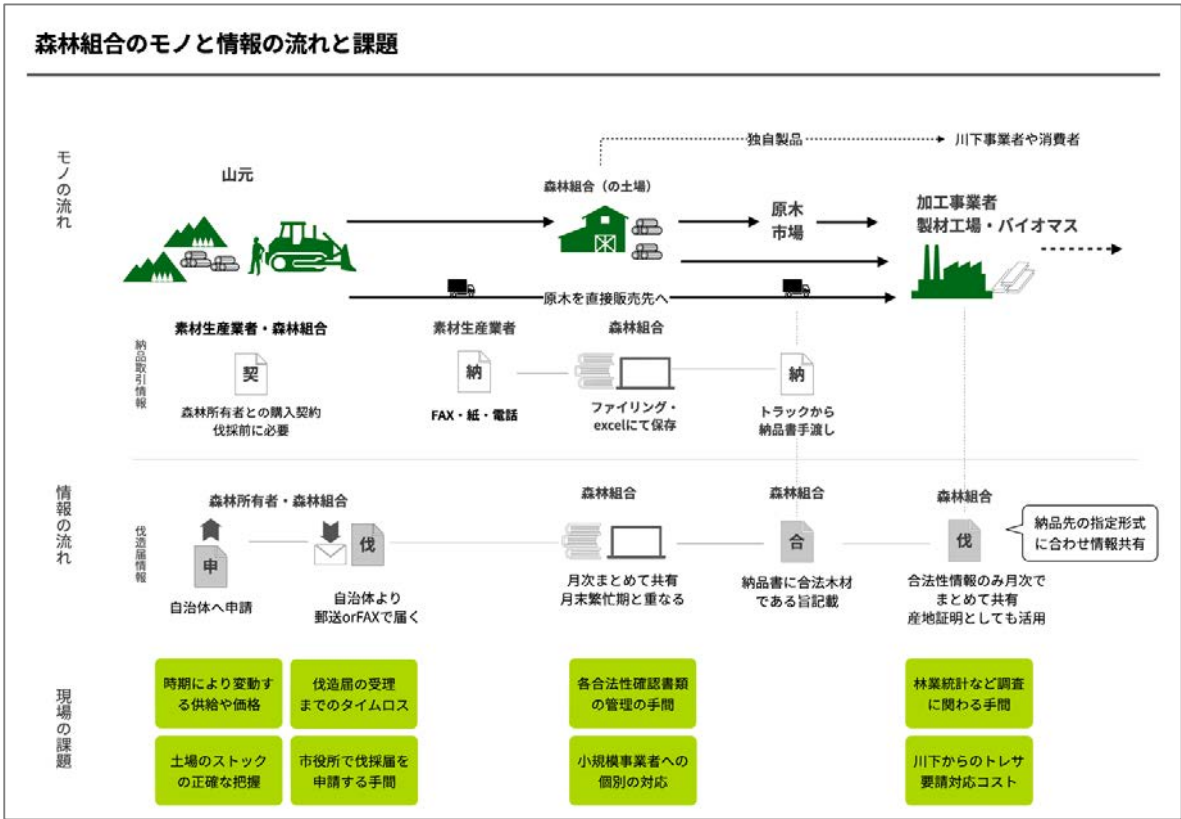 森林組合のモノと情報の流れと課題
モノの流れ
独自製品
川下事業者や消費者
山元
森林組合（の土場）
原木
市場
加工事業者
製材工場・バイオマス
原木を直接販売先へ
納品取引情報
素材生産業者・森林組合
契
森林所有者との購入契約
伐採前に必要
素材生産業者
納
FAX・紙・電話
森林組合
ファイリング・
excelにて保存
納
トラックから
納品書手渡し
情報の流れ
伐造届情報
森林所有者・森林組合
申
自治体へ申請
伐
自治体より
郵送orFAXで届く
森林組合
月次まとめて共有
月末繁忙期と重なる
森林組合
合
納品書に合法木材
である旨記載
森林組合
伐
納品先の指定形式
に合わせ情報共有
合法性情報のみ月次で
まとめて共有
産地証明としても活用
現場の課題
時期により変動す
る供給や価格
伐造届の受理
までのタイムロス
各合法性確認書類
の管理の手間
林業統計など調査
に関わる手間
土場のストック
の正確な把握
市役所で伐採届を
申請する手間
小規模事業者への
個別の対応
川下からのトレサ
要請対応コスト